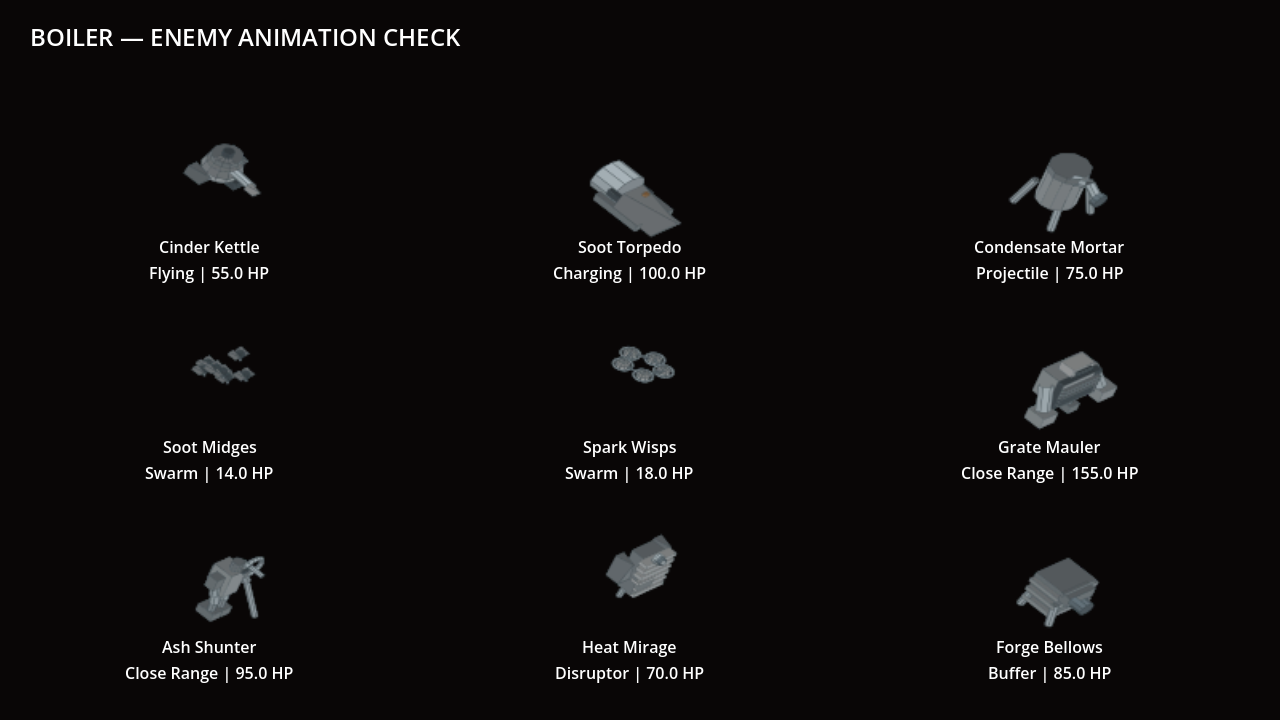 BOILER — ENEMY ANIMATION CHECK
Cinder Kettle
Flying | 55.0 HP
Soot Torpedo
Charging | 100.0 HP
Condensate Mortar
Projectile | 75.0 HP
Soot Midges
Swarm | 14.0 HP
Spark Wisps
Swarm | 18.0 HP
Grate Mauler
Close Range | 155.0 HP
Ash Shunter
Close Range | 95.0 HP
Heat Mirage
Disruptor | 70.0 HP
Forge Bellows
Buffer | 85.0 HP